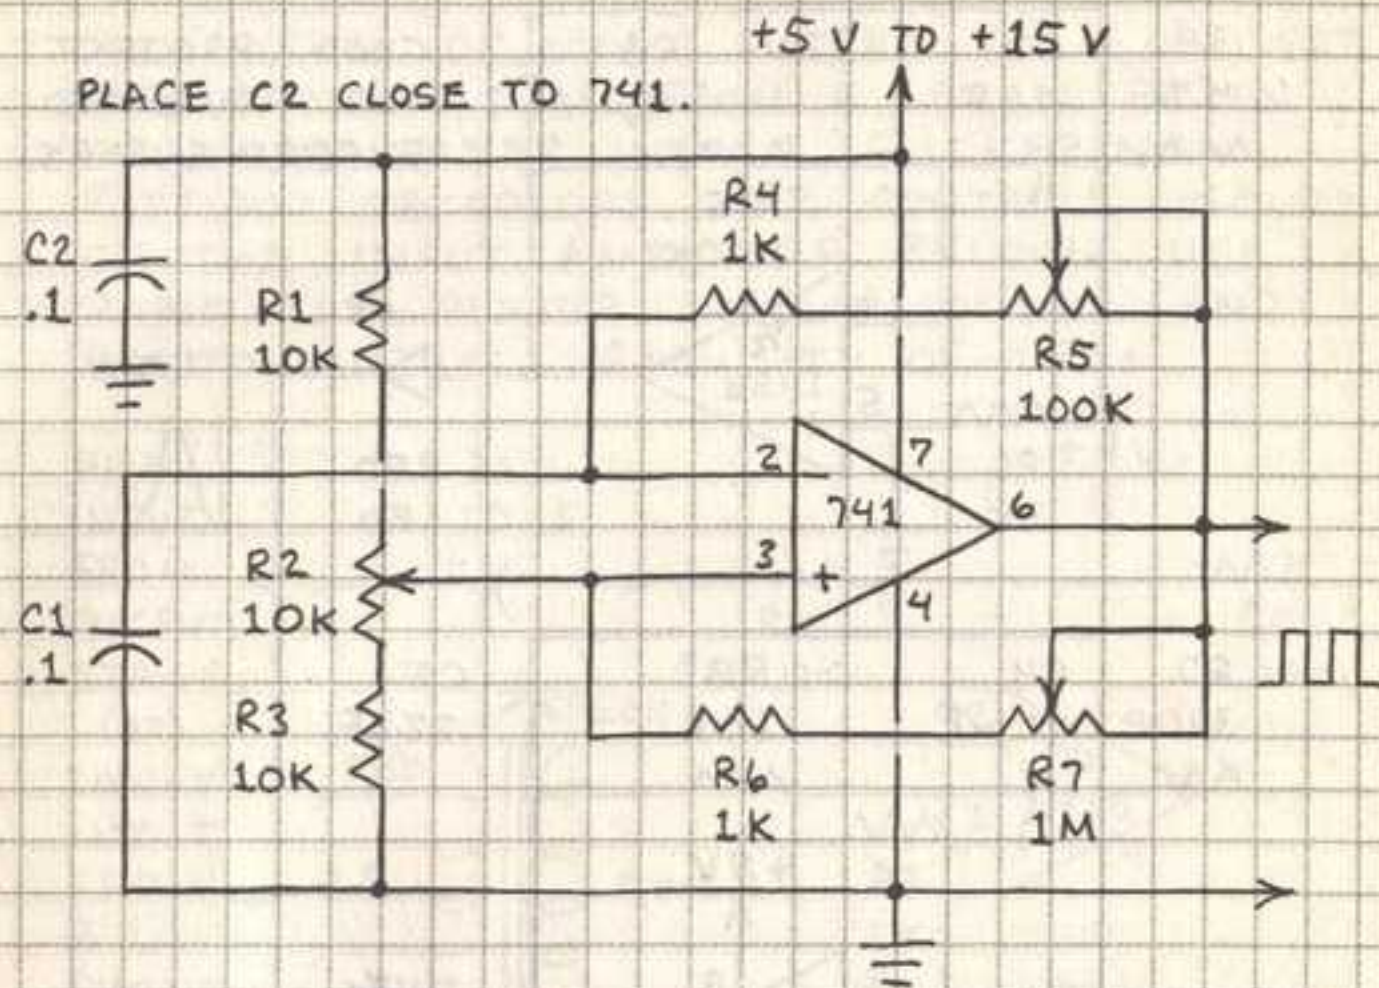 +5 V TO +15 V
PLACE C2 CLOSE TO 741.
R4
1K
C2
.1
R1
10K
R5
100K
2
7
741
6
3
+
4
R2
10K
C1
.1
R3
10K
R6
1K
R7
1M